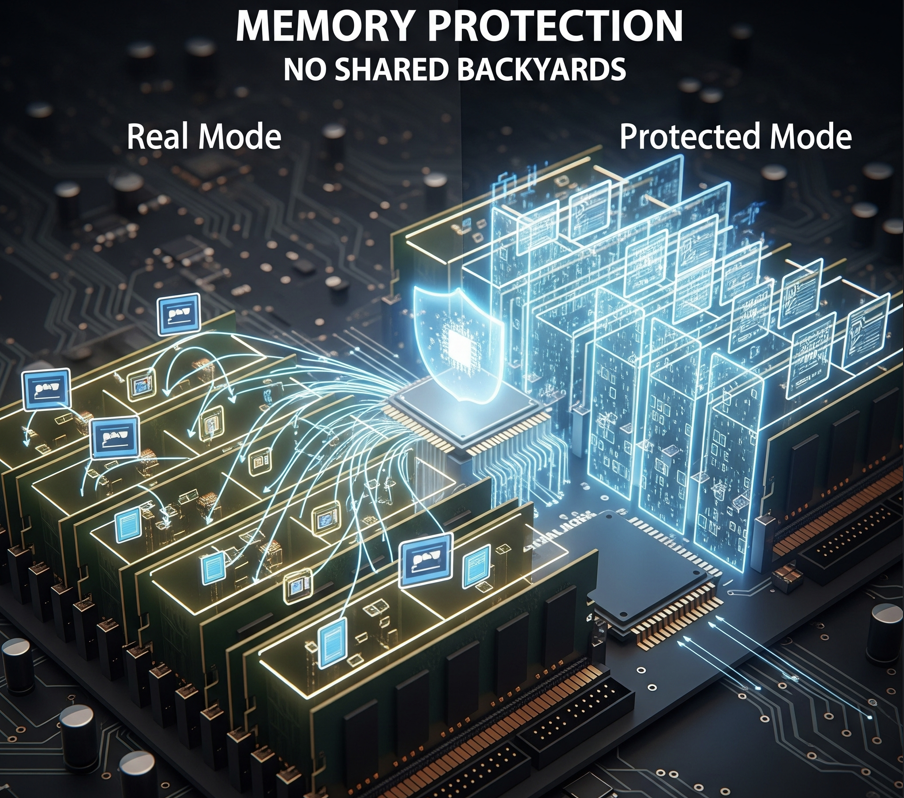 MEMORY PROTECTION
NO SHARED BACKYARDS
Real Mode
Protected Mode